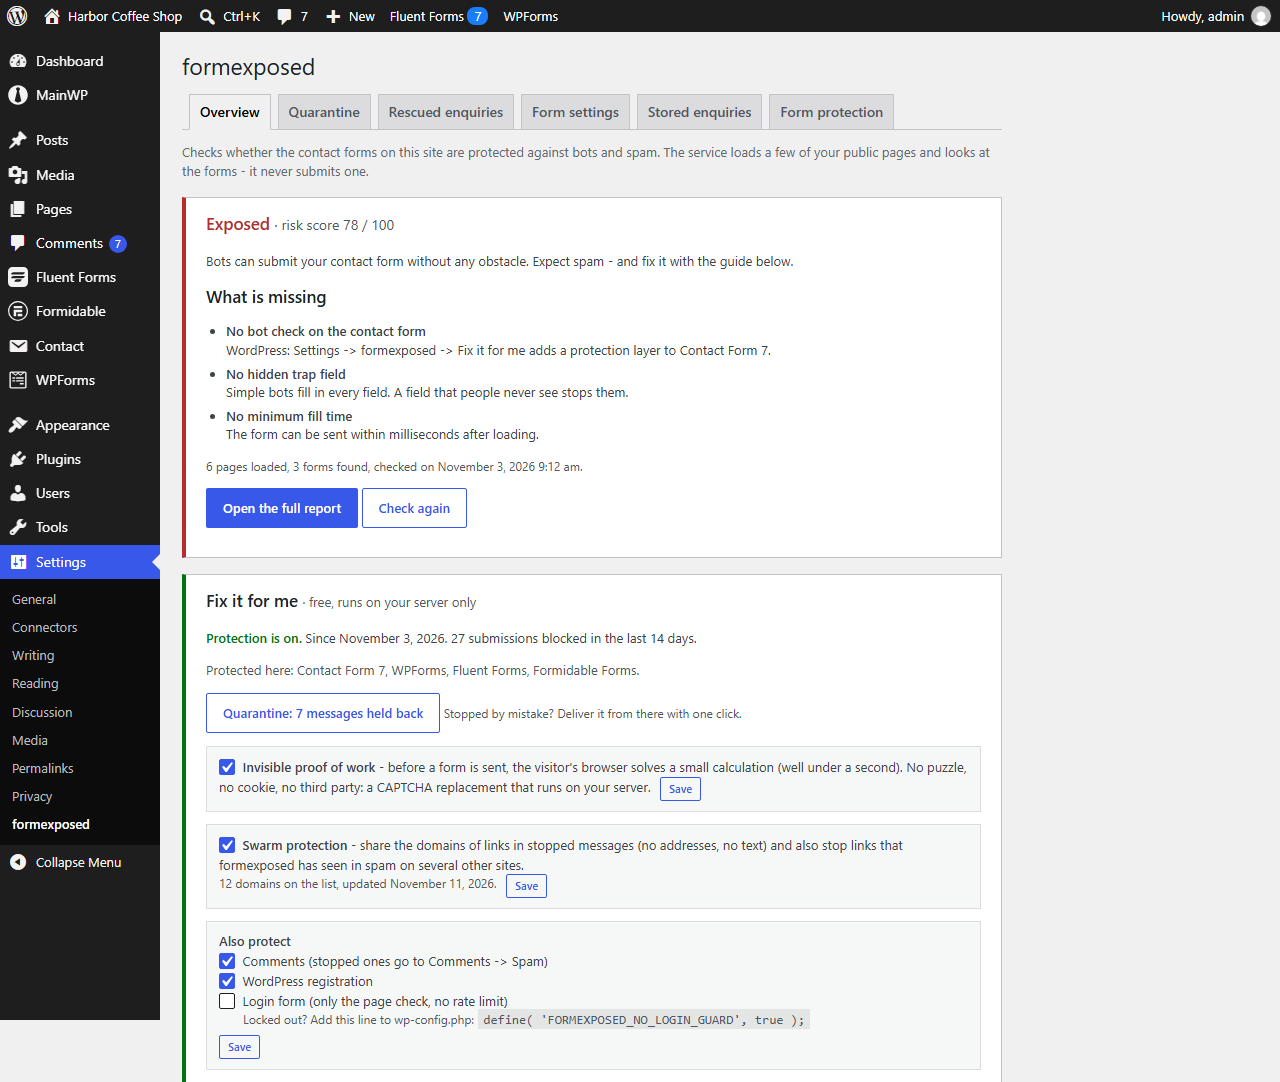 Harbor Coffee Shop
Ctrl+K
7
New
Fluent Forms 7
WPForms
Howdy, admin
Dashboard
MainWP
Posts
Media
Pages
Comments 7
Fluent Forms
Formidable
Contact
WPForms
Appearance
Plugins
Users
Tools
Settings
General
Connectors
Writing
Reading
Discussion
Media
Permalinks
Privacy
formexposed
Collapse Menu
formexposed
Overview
Quarantine
Rescued enquiries
Form settings
Stored enquiries
Form protection
Checks whether the contact forms on this site are protected against bots and spam. The service loads a few of your public pages and looks at
the forms - it never submits one.
Exposed · risk score 78 / 100
Bots can submit your contact form without any obstacle. Expect spam - and fix it with the guide below.
What is missing
• No bot check on the contact form
WordPress: Settings -> formexposed -> Fix it for me adds a protection layer to Contact Form 7.
• No hidden trap field
Simple bots fill in every field. A field that people never see stops them.
• No minimum fill time
The form can be sent within milliseconds after loading.
6 pages loaded, 3 forms found, checked on November 3, 2026 9:12 am.
Open the full report
Check again
Fix it for me · free, runs on your server only
Protection is on. Since November 3, 2026. 27 submissions blocked in the last 14 days.
Protected here: Contact Form 7, WPForms, Fluent Forms, Formidable Forms.
Quarantine: 7 messages held back
Stopped by mistake? Deliver it from there with one click.
Invisible proof of work - before a form is sent, the visitor's browser solves a small calculation (well under a second). No puzzle,
no cookie, no third party: a CAPTCHA replacement that runs on your server.
Save
Swarm protection - share the domains of links in stopped messages (no addresses, no text) and also stop links that
formexposed has seen in spam on several other sites.
12 domains on the list, updated November 11, 2026.
Save
Also protect
Comments (stopped ones go to Comments -> Spam)
WordPress registration
Login form (only the page check, no rate limit)
Locked out? Add this line to wp-config.php: define( 'FORMEXPOSED_NO_LOGIN_GUARD', true );
Save